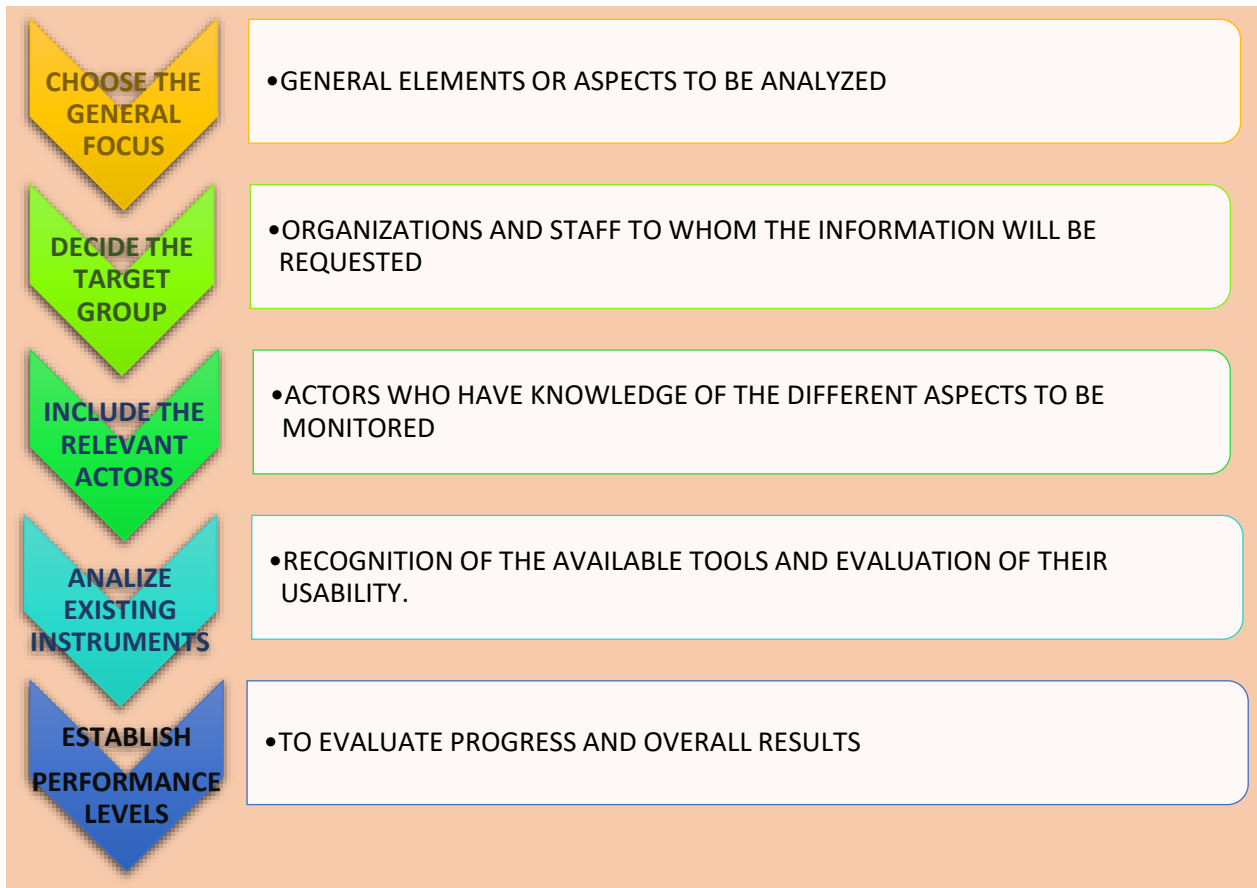 CHOOSE THE
GENERAL
FOCUS
•GENERAL ELEMENTS OR ASPECTS TO BE ANALYZED
DECIDE THE
TARGET
GROUP
•ORGANIZATIONS AND STAFF TO WHOM THE INFORMATION WILL BE
REQUESTED
INCLUDE THE
RELEVANT
ACTORS
•ACTORS WHO HAVE KNOWLEDGE OF THE DIFFERENT ASPECTS TO BE
MONITORED
ANALIZE
EXISTING
INSTRUMENTS
•RECOGNITION OF THE AVAILABLE TOOLS AND EVALUATION OF THEIR
USABILITY.
ESTABLISH
PERFORMANCE
LEVELS
•TO EVALUATE PROGRESS AND OVERALL RESULTS